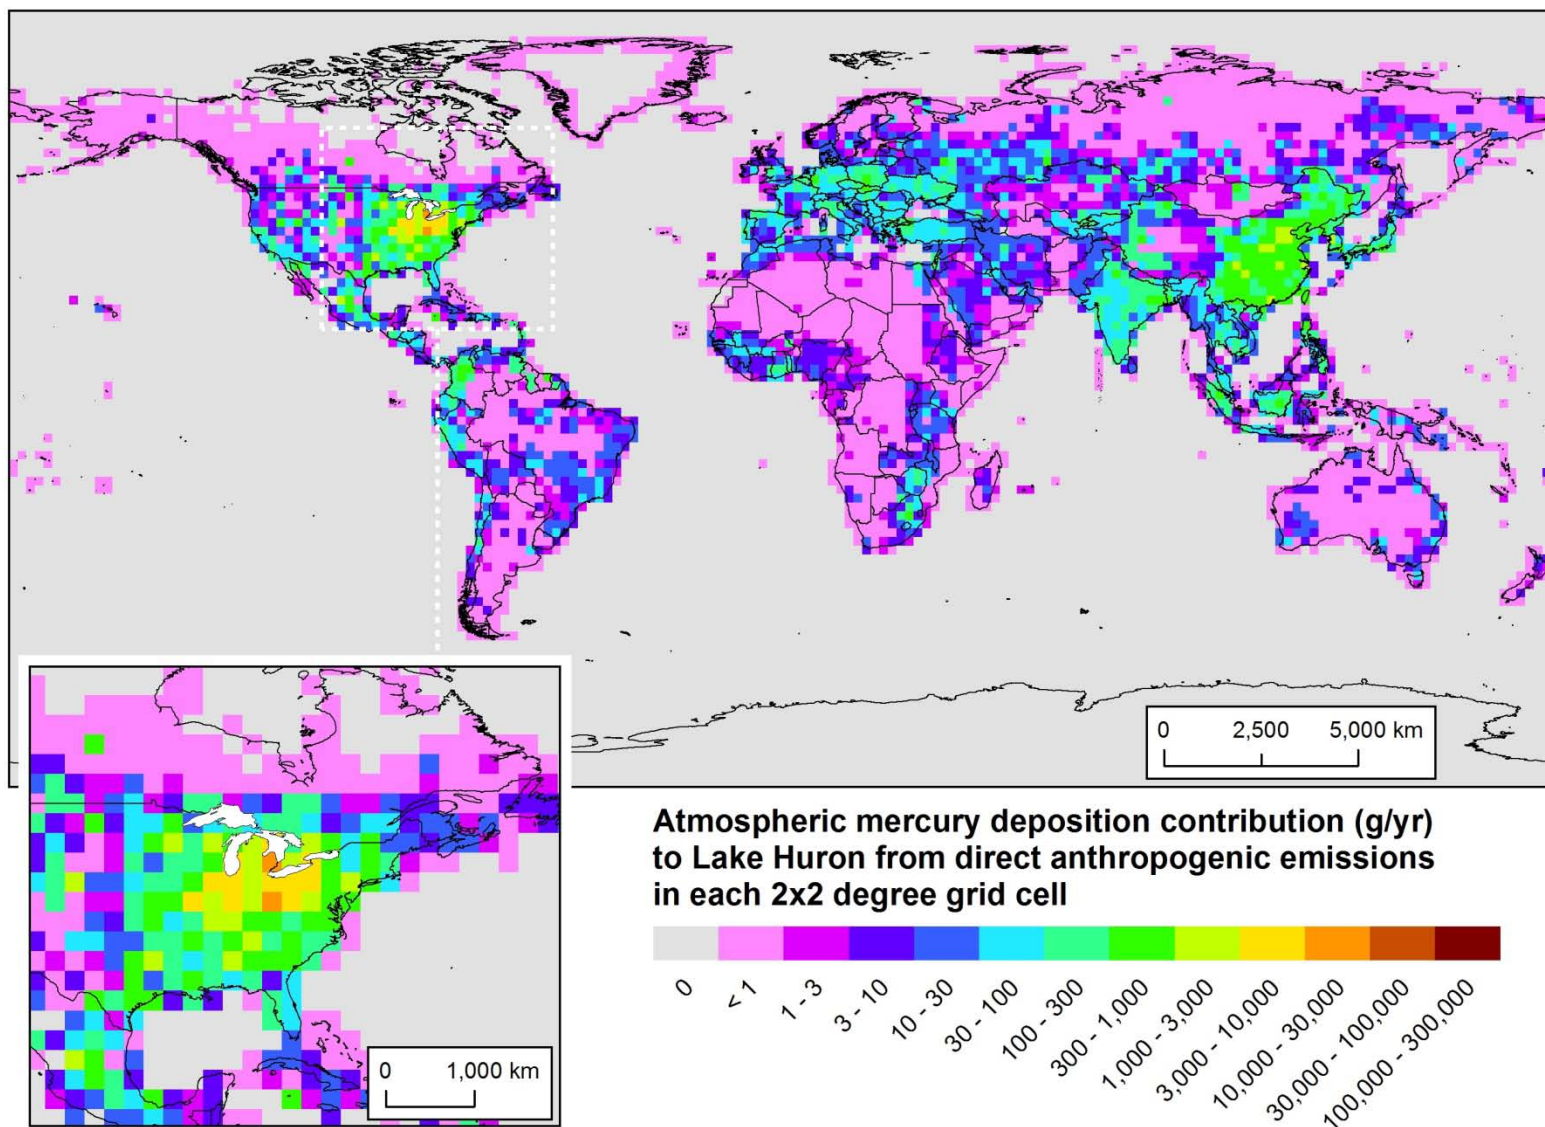 0 2,500 5,000 km
0 1,000 km
Atmospheric mercury deposition contribution (g/yr)
to Lake Huron from direct anthropogenic emissions
in each 2x2 degree grid cell
0
< 1
1 - 3
3 - 10
10 - 30
30 - 100
100 - 300
300 - 1,000
1,000 - 3,000
3,000 - 10,000
10,000 - 30,000
30,000 - 100,000
100,000 - 300,000